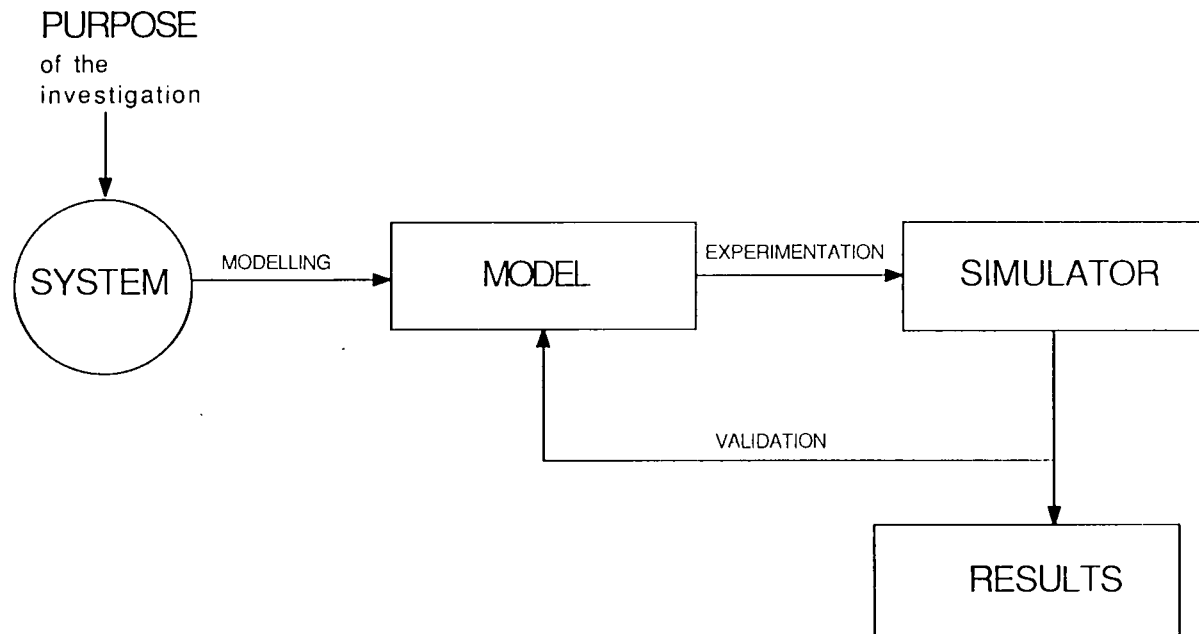 PURPOSE
of the
investigation
SYSTEM
MODELLING
MODEL
EXPERIMENTATION
SIMULATOR
VALIDATION
RESULTS